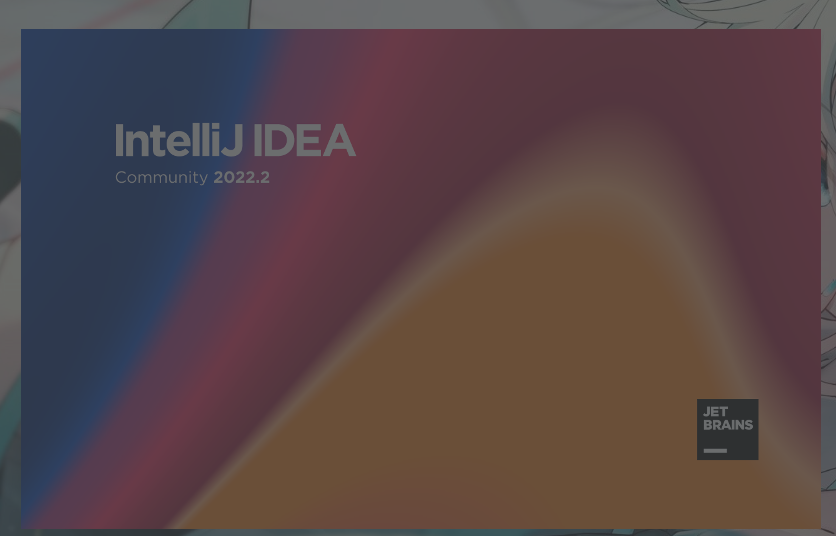 IntelliJ IDEA
Community 2022.2
JET
BRAINS